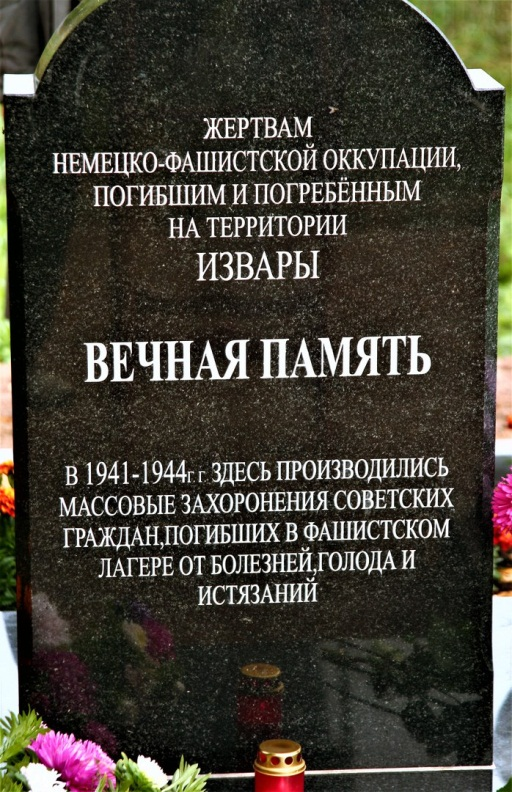 ЖЕРТВАМ
НЕМЕЦКО-ФАШИСТСКОЙ ОККУПАЦИИ,
ПОГИБШИМ И ПОГРЕБЁННЫМ
НА ТЕРРИТОРИИ
ИЗВАРЫ
ВЕЧНАЯ ПАМЯТЬ
В 1941-1944г.г. ЗДЕСЬ ПРОИЗВОДИЛИСЬ
МАССОВЫЕ ЗАХОРОНЕНИЯ СОВЕТСКИХ
ГРАЖДАН,ПОГИБШИХ В ФАШИСТСКОМ
ЛАГЕРЕ ОТ БОЛЕЗНЕЙ,ГОЛОДА И
ИСТЯЗАНИЙ